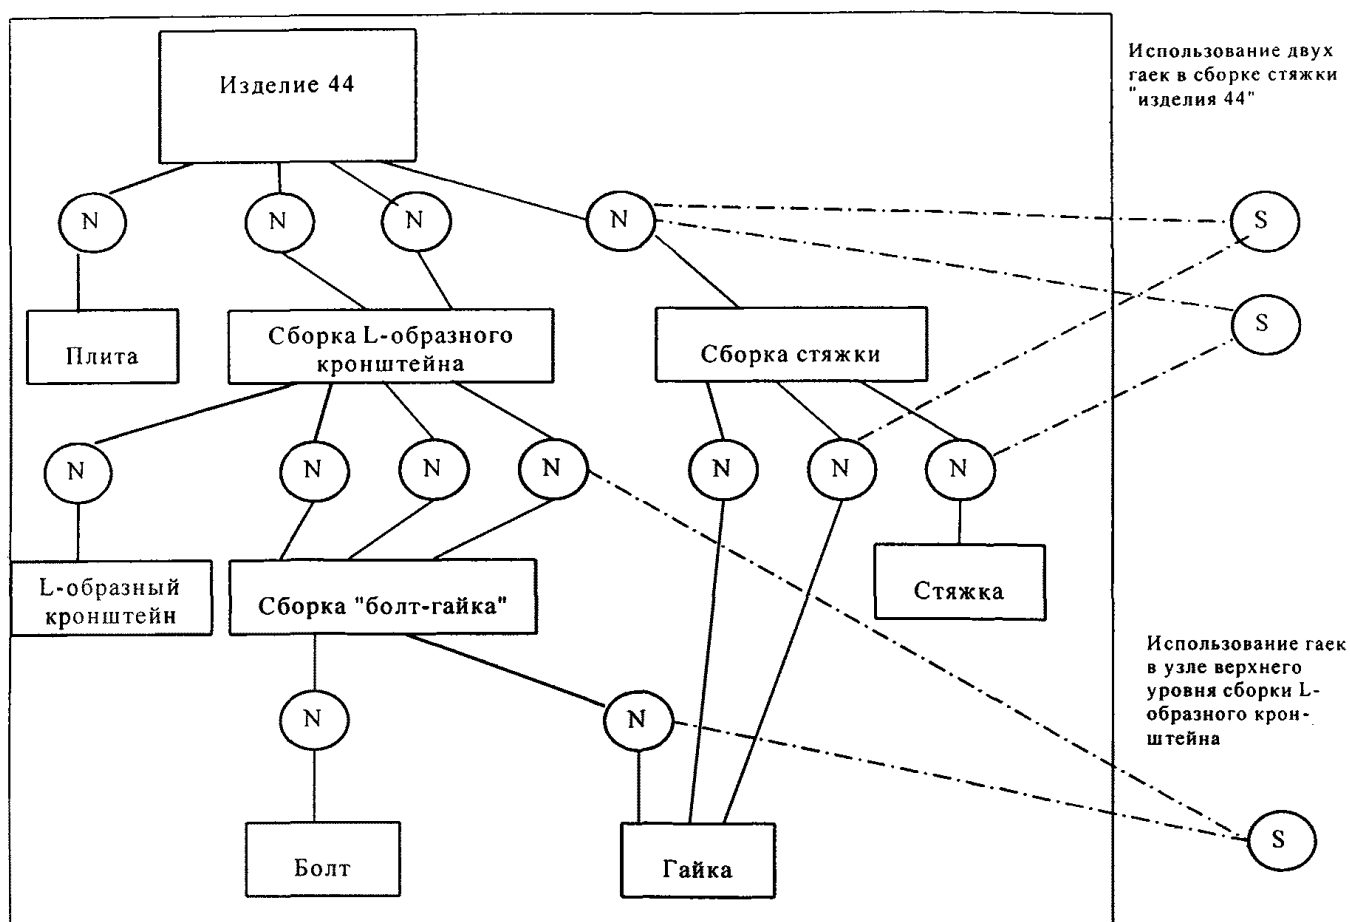 Изделие 44
Использование двух
гаек в сборке стяжки
"изделия 44"
N
N
N
N
S
S
Плита
Сборка L-образного
кронштейна
Сборка стяжки
N
N
N
N
N
N
N
L-образный
кронштейн
Сборка "болт-гайка"
Стяжка
Использование гаек
в узле верхнего
уровня сборки L-
образного крон-
штейна
N
N
Болт
Гайка
S